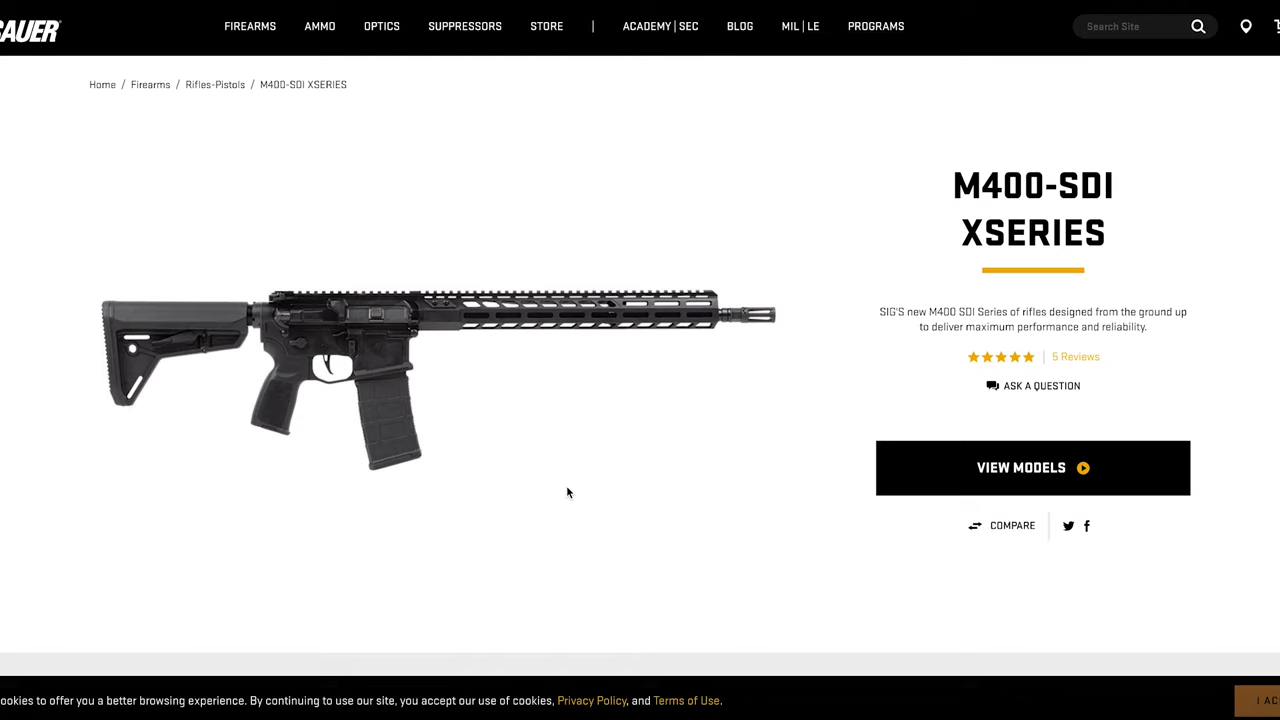 AUER
FIREARMS AMMO OPTICS SUPPRESSORS STORE | ACADEMY | SEC BLOG MIL | LE PROGRAMS Search Site
Home / Firearms / Rifles-Pistols / M400-SDI XSERIES
M400-SDI
XSERIES
SIG'S new M400 SDI Series of rifles designed from the ground up
to deliver maximum performance and reliability.
5 Reviews
ASK A QUESTION
VIEW MODELS
COMPARE
ookies to offer you a better browsing experience. By continuing to use our site, you accept our use of cookies, Privacy Policy, and Terms of Use.
I AC